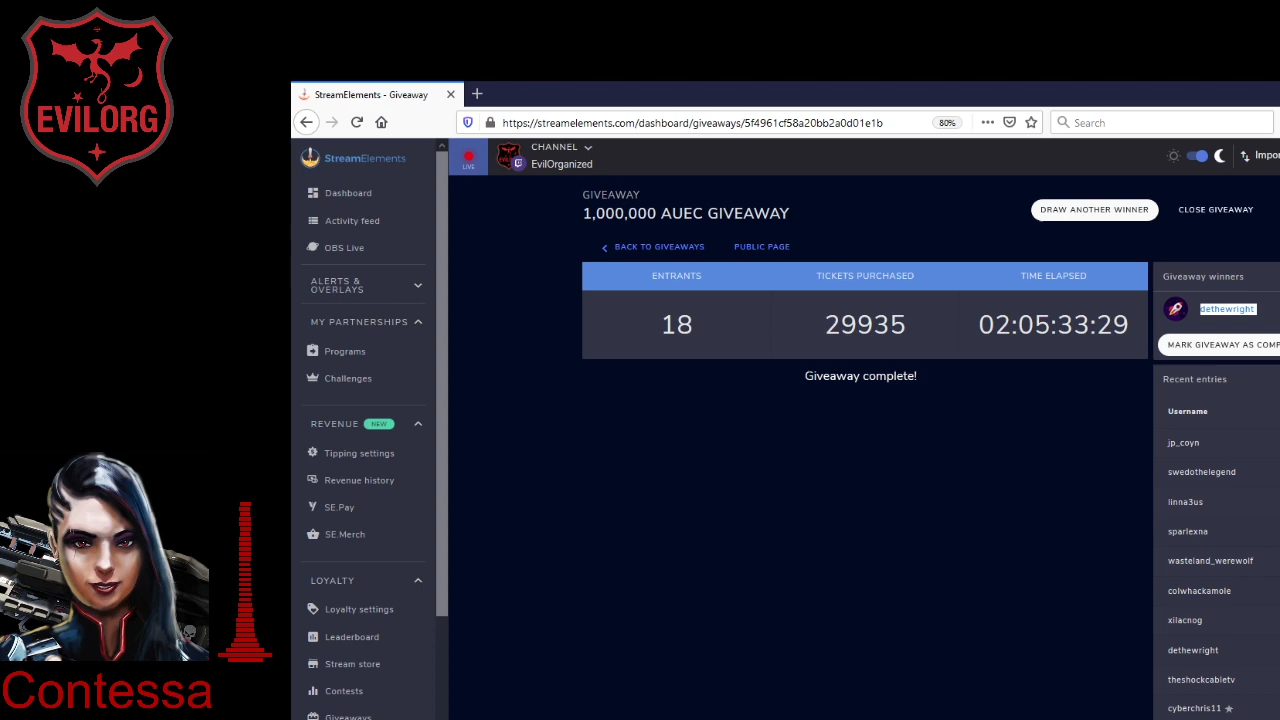 EVILORG
StreamElements - Giveaway
https://streamelements.com/dashboard/giveaways/5f4961cf58a20bb2a0d01e1b
80%
Search
StreamElements
LIVE
CHANNEL
EvilOrganized
Impor
Dashboard
Activity feed
OBS Live
ALERTS &
OVERLAYS
MY PARTNERSHIPS
Programs
Challenges
REVENUE NEW
Tipping settings
Revenue history
SE.Pay
SE.Merch
LOYALTY
Loyalty settings
Leaderboard
Stream store
Contests
Giveaways
GIVEAWAY
1,000,000 AUEC GIVEAWAY
DRAW ANOTHER WINNER
CLOSE GIVEAWAY
BACK TO GIVEAWAYS
PUBLIC PAGE
ENTRANTS TICKETS PURCHASED TIME ELAPSED
18 29935 02:05:33:29
Giveaway complete!
Giveaway winners
dethewright
MARK GIVEAWAY AS COMP
Recent entries
Username
jp_coyn
swedothelegend
linna3us
sparlexna
wasteland_werewolf
colwhackamole
xilacnog
dethewright
theshockcabletv
cyberchris11
Contessa